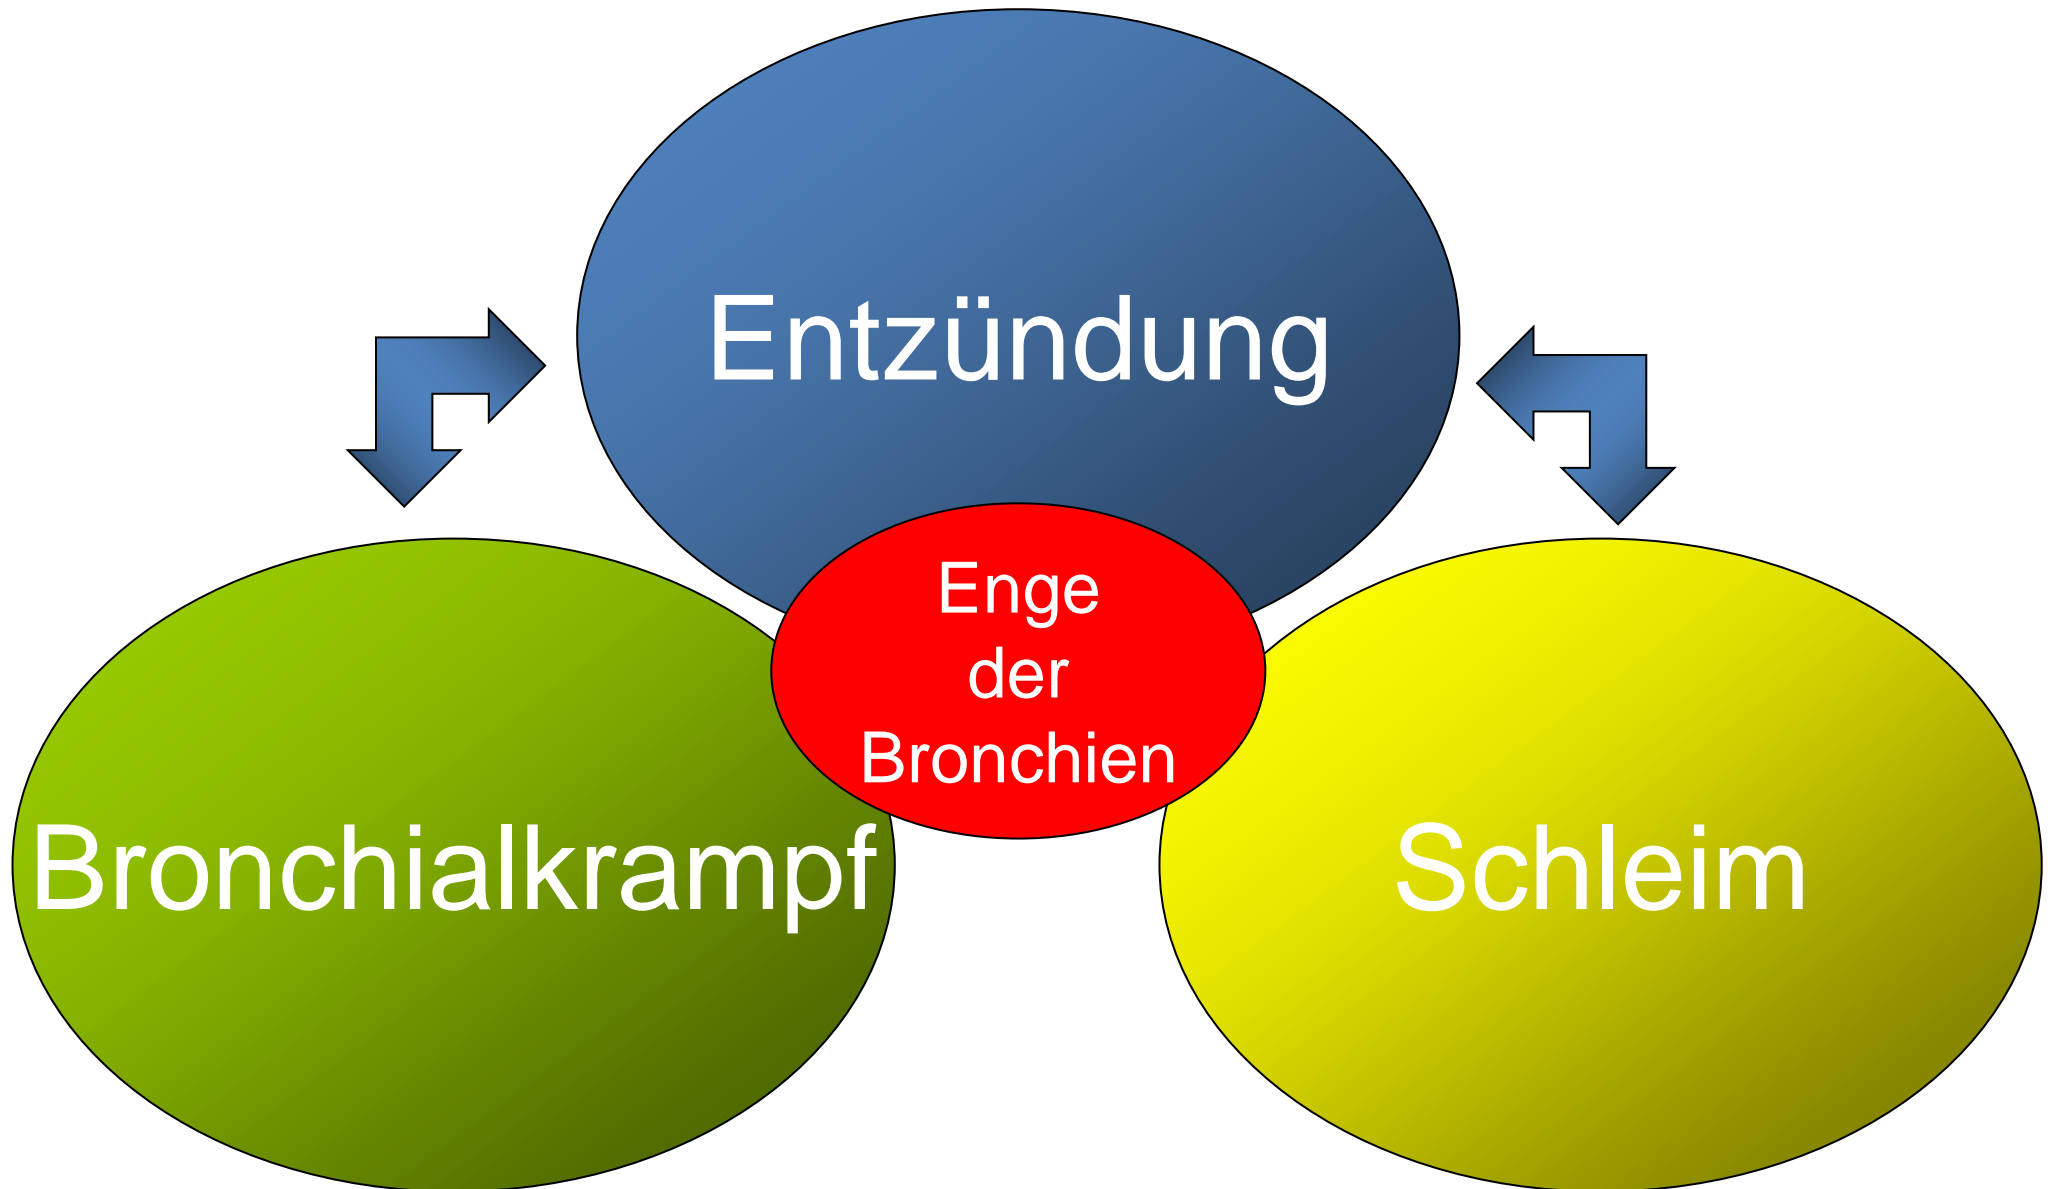 Entzündung
Enge
der
Bronchien
Bronchialkrampf
Schleim